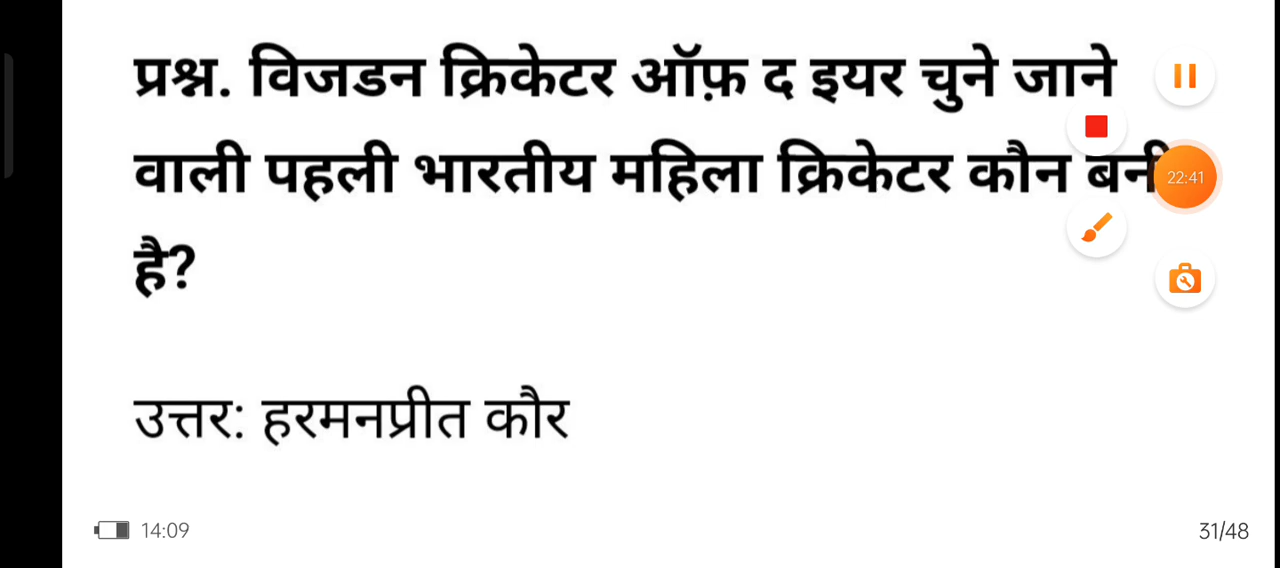 प्रश्न. विजडन क्रिकेटर ऑफ़ द इयर चुने जाने
वाली पहली भारतीय महिला क्रिकेटर कौन बनी
22:41
है?
उत्तर: हरमनप्रीत कौर
14:09
31/48